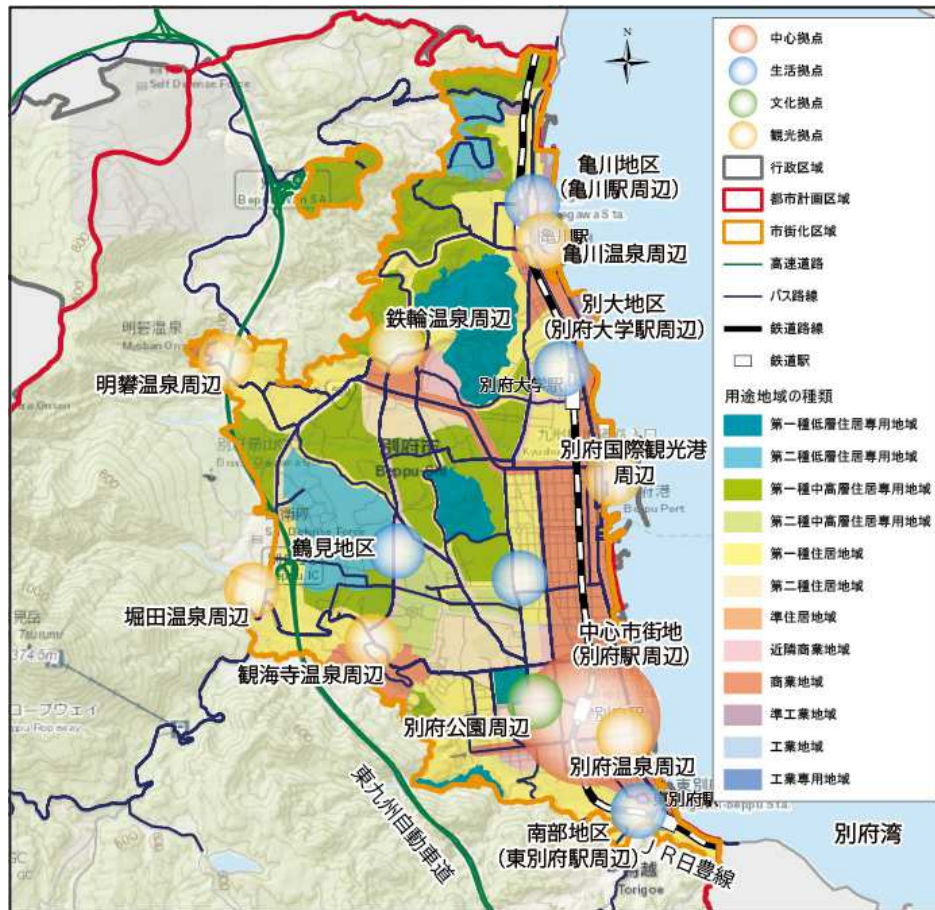 N
中心拠点
生活拠点
文化拠点
観光拠点
行政区域
都市計画区域
市街化区域
高速道路
バス路線
鉄道路線
鉄道駅
用途地域の種類
第一種低層住居専用地域
第二種低層住居専用地域
第一種中高層住居専用地域
第二種中高層住居専用地域
第一種住居地域
第二種住居地域
準住居地域
近隣商業地域
商業地域
準工業地域
工業地域
工業専用地域
Self Defense Force
亀川地区
(亀川駅周辺)
亀川駅
亀川温泉周辺
別大地区
(別府大学駅周辺)
別府大学駅
鉄輪温泉周辺
明礬温泉
明礬温泉周辺
別府市
別府国際観光港
周辺
Beppu Port
鶴見地区
堀田温泉周辺
観海寺温泉周辺
中心市街地
(別府駅周辺)
別府公園周辺
別府温泉周辺
東別府駅
南部地区
(東別府駅周辺)
JR日豊線
東九州自動車道
別府湾
Torigoe